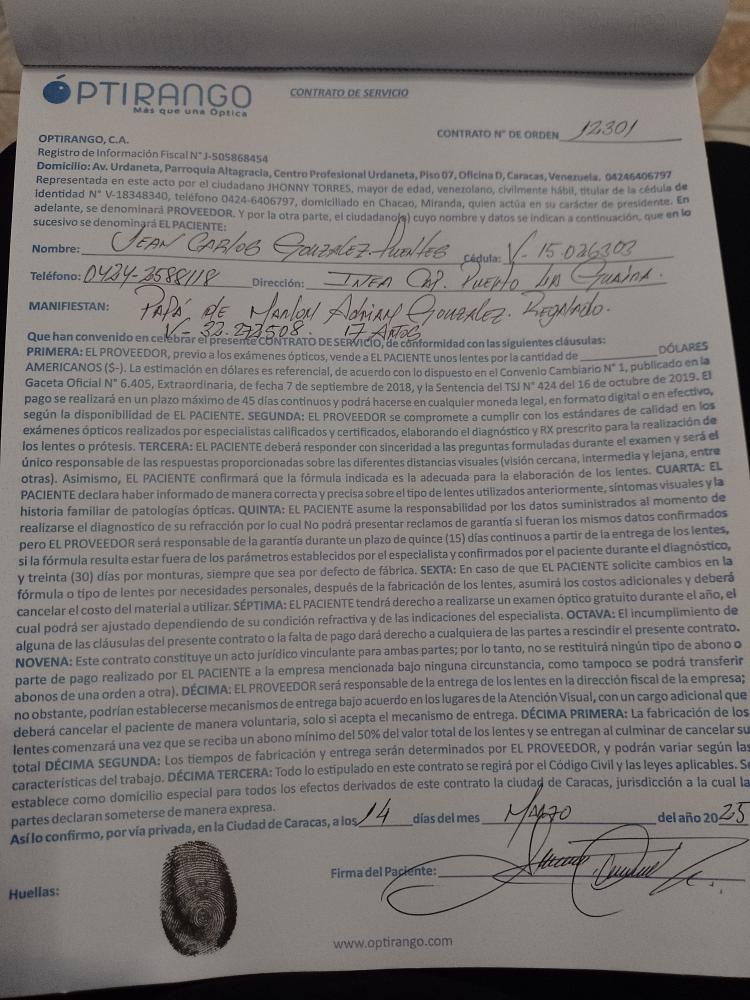 ÓPTIRANGO
Más que una Óptica
CONTRATO DE SERVICIO
CONTRATO N° DE ORDEN 12301
OPTIRANGO, C.A.
Registro de Información Fiscal N° J-505868454
Domicilio: Av. Urdaneta, Parroquia Altagracia, Centro Profesional Urdaneta, Piso 07, Oficina D, Caracas, Venezuela. 04246406797
Representada en este acto por el ciudadano JHONNY TORRES, mayor de edad, venezolano, civilmente hábil, titular de la cédula de
identidad N° V-18348340, teléfono 0424-6406797, domiciliado en Chacao, Miranda, quien actúa en su carácter de presidente. En
adelante, se denominará PROVEEDOR. Y por la otra parte, el ciudadano(a) cuyo nombre y datos se indican a continuación, que en lo
sucesivo se denominará EL PACIENTE:
Nombre: JEAN CARLOS GONZALEZ FUENTES Cédula: V- 15.026303
Teléfono: 0424-2588118 Dirección: INEA CAP. PUERTO LA GUAIRA.
MANIFIESTAN: PAPÁ DE Marlon Adrian GONZALEZ. Regalado.
V- 32.272508. 17 AÑOS
Que han convenido en celebrar el presente CONTRATO DE SERVICIO, de conformidad con las siguientes cláusulas:
PRIMERA: EL PROVEEDOR, previo a los exámenes ópticos, vende a EL PACIENTE unos lentes por la cantidad de ____________ DÓLARES
AMERICANOS ($-). La estimación en dólares es referencial, de acuerdo con lo dispuesto en el Convenio Cambiario N° 1, publicado en la
Gaceta Oficial N° 6.405, Extraordinaria, de fecha 7 de septiembre de 2018, y la Sentencia del TSJ N° 424 del 16 de octubre de 2019. El
pago se realizará en un plazo máximo de 45 días continuos y podrá hacerse en cualquier moneda legal, en formato digital o en efectivo,
según la disponibilidad de EL PACIENTE. SEGUNDA: EL PROVEEDOR se compromete a cumplir con los estándares de calidad en los
exámenes ópticos realizados por especialistas calificados y certificados, elaborando el diagnóstico y RX prescrito para la realización de
los lentes o prótesis. TERCERA: EL PACIENTE deberá responder con sinceridad a las preguntas formuladas durante el examen y será el
único responsable de las respuestas proporcionadas sobre las diferentes distancias visuales (visión cercana, intermedia y lejana, entre
otras). Asimismo, EL PACIENTE confirmará que la fórmula indicada es la adecuada para la elaboración de los lentes. CUARTA: EL
PACIENTE declara haber informado de manera correcta y precisa sobre el tipo de lentes utilizados anteriormente, síntomas visuales y la
historia familiar de patologías ópticas. QUINTA: EL PACIENTE asume la responsabilidad por los datos suministrados al momento de
realizarse el diagnostico de su refracción por lo cual No podrá presentar reclamos de garantía si fueran los mismos datos confirmados
pero EL PROVEEDOR será responsable de la garantía durante un plazo de quince (15) días continuos a partir de la entrega de los lentes,
si la fórmula resulta estar fuera de los parámetros establecidos por el especialista y confirmados por el paciente durante el diagnóstico,
y treinta (30) días por monturas, siempre que sea por defecto de fábrica. SEXTA: En caso de que EL PACIENTE solicite cambios en la
fórmula o tipo de lentes por necesidades personales, después de la fabricación de los lentes, asumirá los costos adicionales y deberá
cancelar el costo del material a utilizar. SÉPTIMA: EL PACIENTE tendrá derecho a realizarse un examen óptico gratuito durante el año, el
cual podrá ser ajustado dependiendo de su condición refractiva y de las indicaciones del especialista. OCTAVA: El incumplimiento de
alguna de las cláusulas del presente contrato o la falta de pago dará derecho a cualquiera de las partes a rescindir el presente contrato.
NOVENA: Este contrato constituye un acto jurídico vinculante para ambas partes; por lo tanto, no se restituirá ningún tipo de abono o
parte de pago realizado por EL PACIENTE a la empresa mencionada bajo ninguna circunstancia, como tampoco se podrá transferir
abonos de una orden a otra). DÉCIMA: EL PROVEEDOR será responsable de la entrega de los lentes en la dirección fiscal de la empresa;
no obstante, podrían establecerse mecanismos de entrega bajo acuerdo en los lugares de la Atención Visual, con un cargo adicional que
deberá cancelar el paciente de manera voluntaria, solo si acepta el mecanismo de entrega. DÉCIMA PRIMERA: La fabricación de los
lentes comenzará una vez que se reciba un abono mínimo del 50% del valor total de los lentes y se entregan al culminar de cancelar su
total DÉCIMA SEGUNDA: Los tiempos de fabricación y entrega serán determinados por EL PROVEEDOR, y podrán variar según las
características del trabajo. DÉCIMA TERCERA: Todo lo estipulado en este contrato se regirá por el Código Civil y las leyes aplicables. Se
establece como domicilio especial para todos los efectos derivados de este contrato la ciudad de Caracas, jurisdicción a la cual la
partes declaran someterse de manera expresa.
Así lo confirmo, por vía privada, en la Ciudad de Caracas, a los 14 días del mes MARZO del año 2025
Firma del Paciente:
Huellas:
www.optirango.com